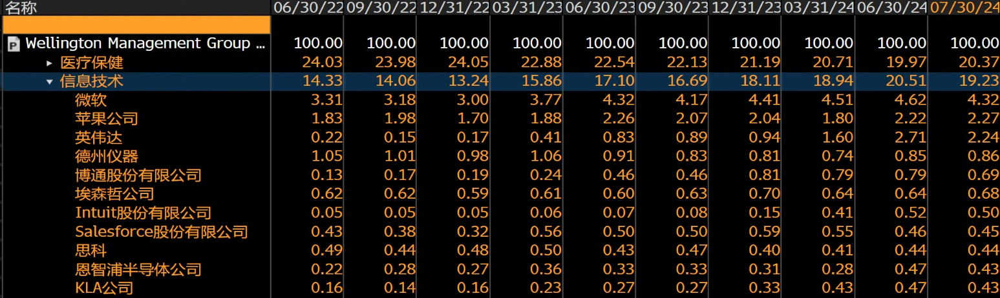 名称 06/30/22 09/30/22 12/31/22 03/31/23 06/30/23 09/30/23 12/31/23 03/31/24 06/30/24 07/30/24
P Wellington Management Group ... 100.00 100.00 100.00 100.00 100.00 100.00 100.00 100.00 100.00 100.00
医疗保健 24.03 23.98 24.05 22.88 22.54 22.13 21.19 20.71 19.97 20.37
信息技术 14.33 14.06 13.24 15.86 17.10 16.69 18.11 18.94 20.51 19.23
微软 3.31 3.18 3.00 3.77 4.32 4.17 4.41 4.51 4.62 4.32
苹果公司 1.83 1.98 1.70 1.88 2.26 2.07 2.04 1.80 2.22 2.27
英伟达 0.22 0.15 0.17 0.41 0.83 0.89 0.94 1.60 2.71 2.24
德州仪器 1.05 1.01 0.98 1.06 0.91 0.83 0.81 0.74 0.85 0.86
博通股份有限公司 0.13 0.17 0.19 0.24 0.46 0.46 0.81 0.79 0.79 0.69
埃森哲公司 0.62 0.62 0.59 0.61 0.60 0.63 0.70 0.64 0.64 0.68
Intuit股份有限公司 0.05 0.05 0.05 0.06 0.07 0.08 0.15 0.41 0.52 0.50
Salesforce股份有限公司 0.43 0.38 0.32 0.56 0.50 0.50 0.59 0.55 0.46 0.45
思科 0.49 0.44 0.48 0.50 0.43 0.47 0.40 0.41 0.44 0.44
恩智浦半导体公司 0.22 0.28 0.27 0.36 0.33 0.33 0.31 0.28 0.47 0.43
KLA公司 0.16 0.14 0.16 0.23 0.27 0.27 0.33 0.43 0.47 0.43